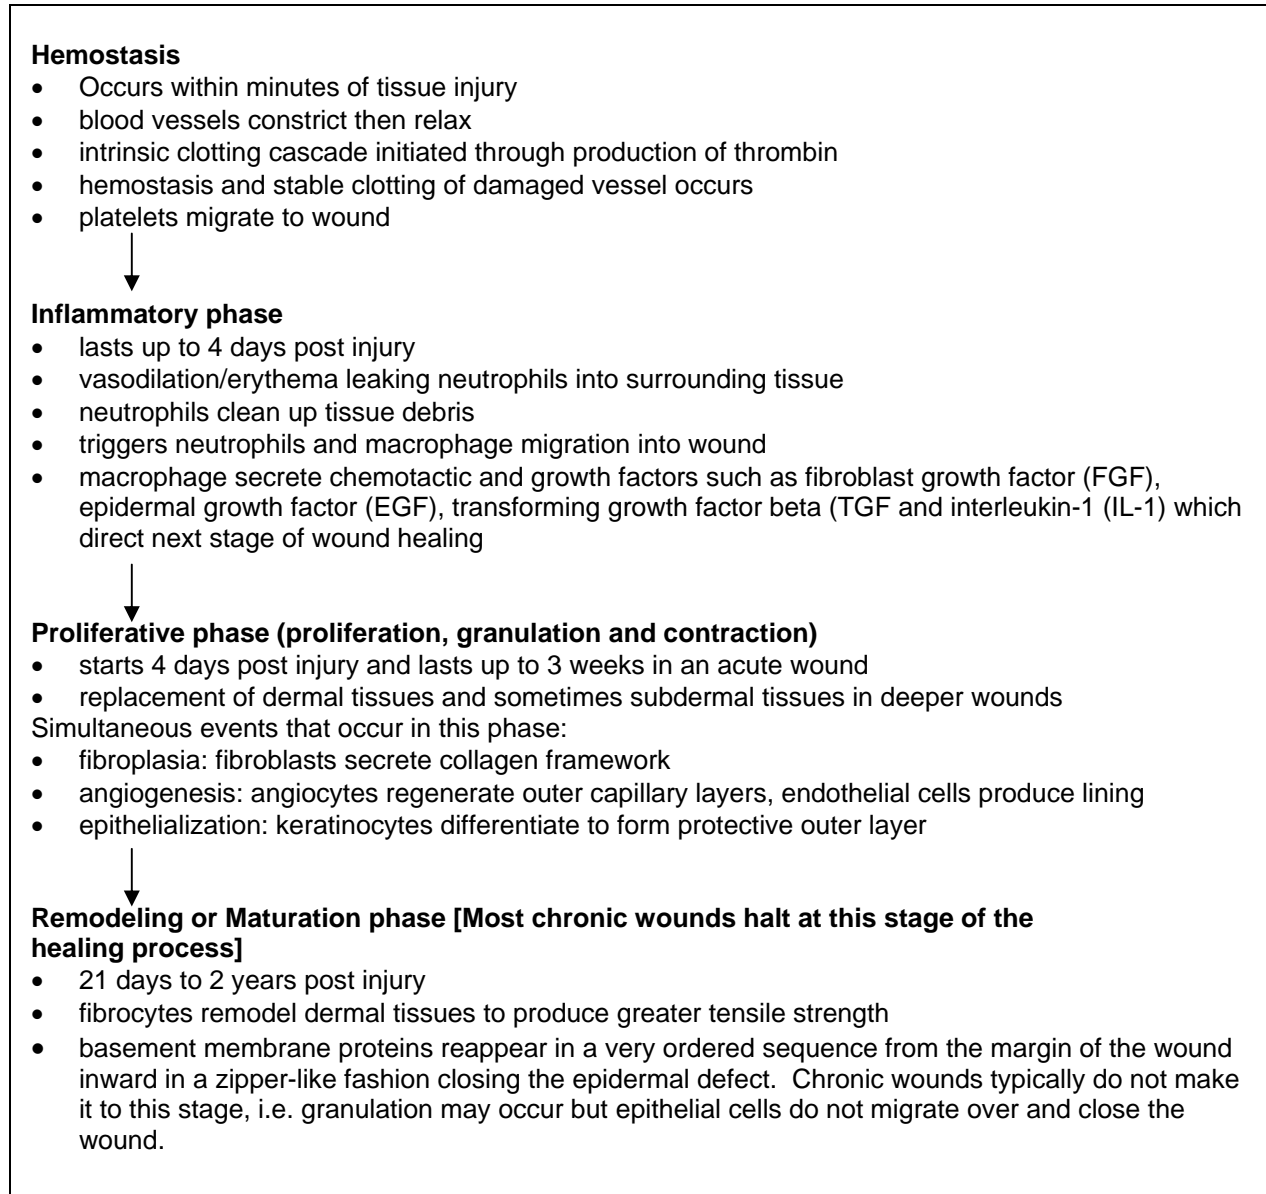 Hemostasis
• Occurs within minutes of tissue injury
• blood vessels constrict then relax
• intrinsic clotting cascade initiated through production of thrombin
• hemostasis and stable clotting of damaged vessel occurs
• platelets migrate to wound
Inflammatory phase
• lasts up to 4 days post injury
• vasodilation/erythema leaking neutrophils into surrounding tissue
• neutrophils clean up tissue debris
• triggers neutrophils and macrophage migration into wound
• macrophage secrete chemotactic and growth factors such as fibroblast growth factor (FGF),
epidermal growth factor (EGF), transforming growth factor beta (TGF and interleukin-1 (IL-1) which
direct next stage of wound healing
Proliferative phase (proliferation, granulation and contraction)
• starts 4 days post injury and lasts up to 3 weeks in an acute wound
• replacement of dermal tissues and sometimes subdermal tissues in deeper wounds
Simultaneous events that occur in this phase:
• fibroplasia: fibroblasts secrete collagen framework
• angiogenesis: angiocytes regenerate outer capillary layers, endothelial cells produce lining
• epithelialization: keratinocytes differentiate to form protective outer layer
Remodeling or Maturation phase [Most chronic wounds halt at this stage of the
healing process]
• 21 days to 2 years post injury
• fibrocytes remodel dermal tissues to produce greater tensile strength
• basement membrane proteins reappear in a very ordered sequence from the margin of the wound
inward in a zipper-like fashion closing the epidermal defect.  Chronic wounds typically do not make
it to this stage, i.e. granulation may occur but epithelial cells do not migrate over and close the
wound.